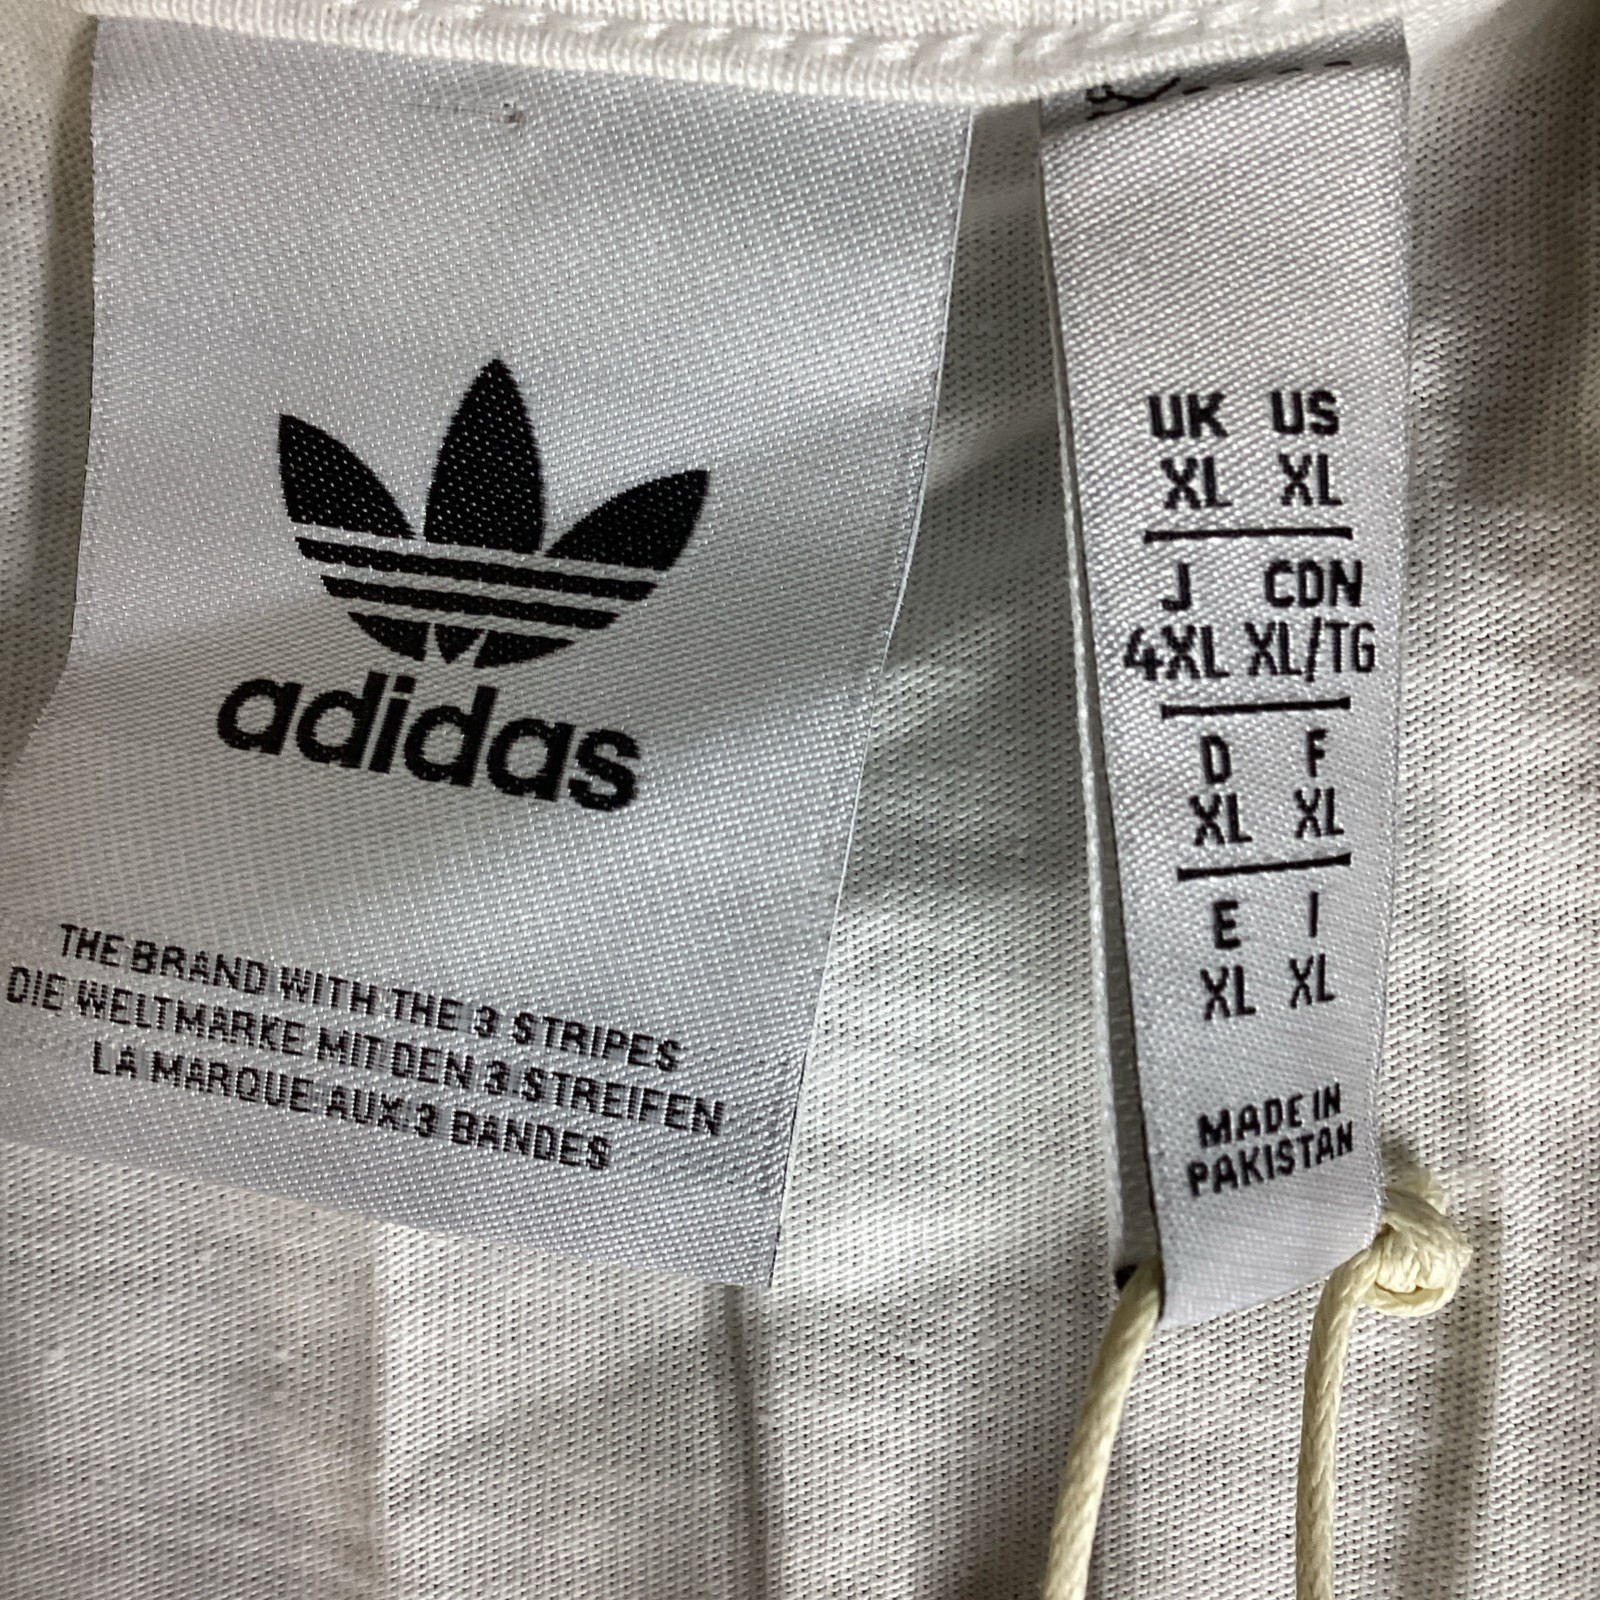 adidas
THE BRAND WITH THE 3 STRIPES
DIE WELTMARKE MIT DEN 3 STREIFEN
LA MARQUE AUX 3 BANDES
UK US
XL XL
J CDN
4XL XL/TG
D F
XL XL
E I
XL XL
MADE IN
PAKISTAN